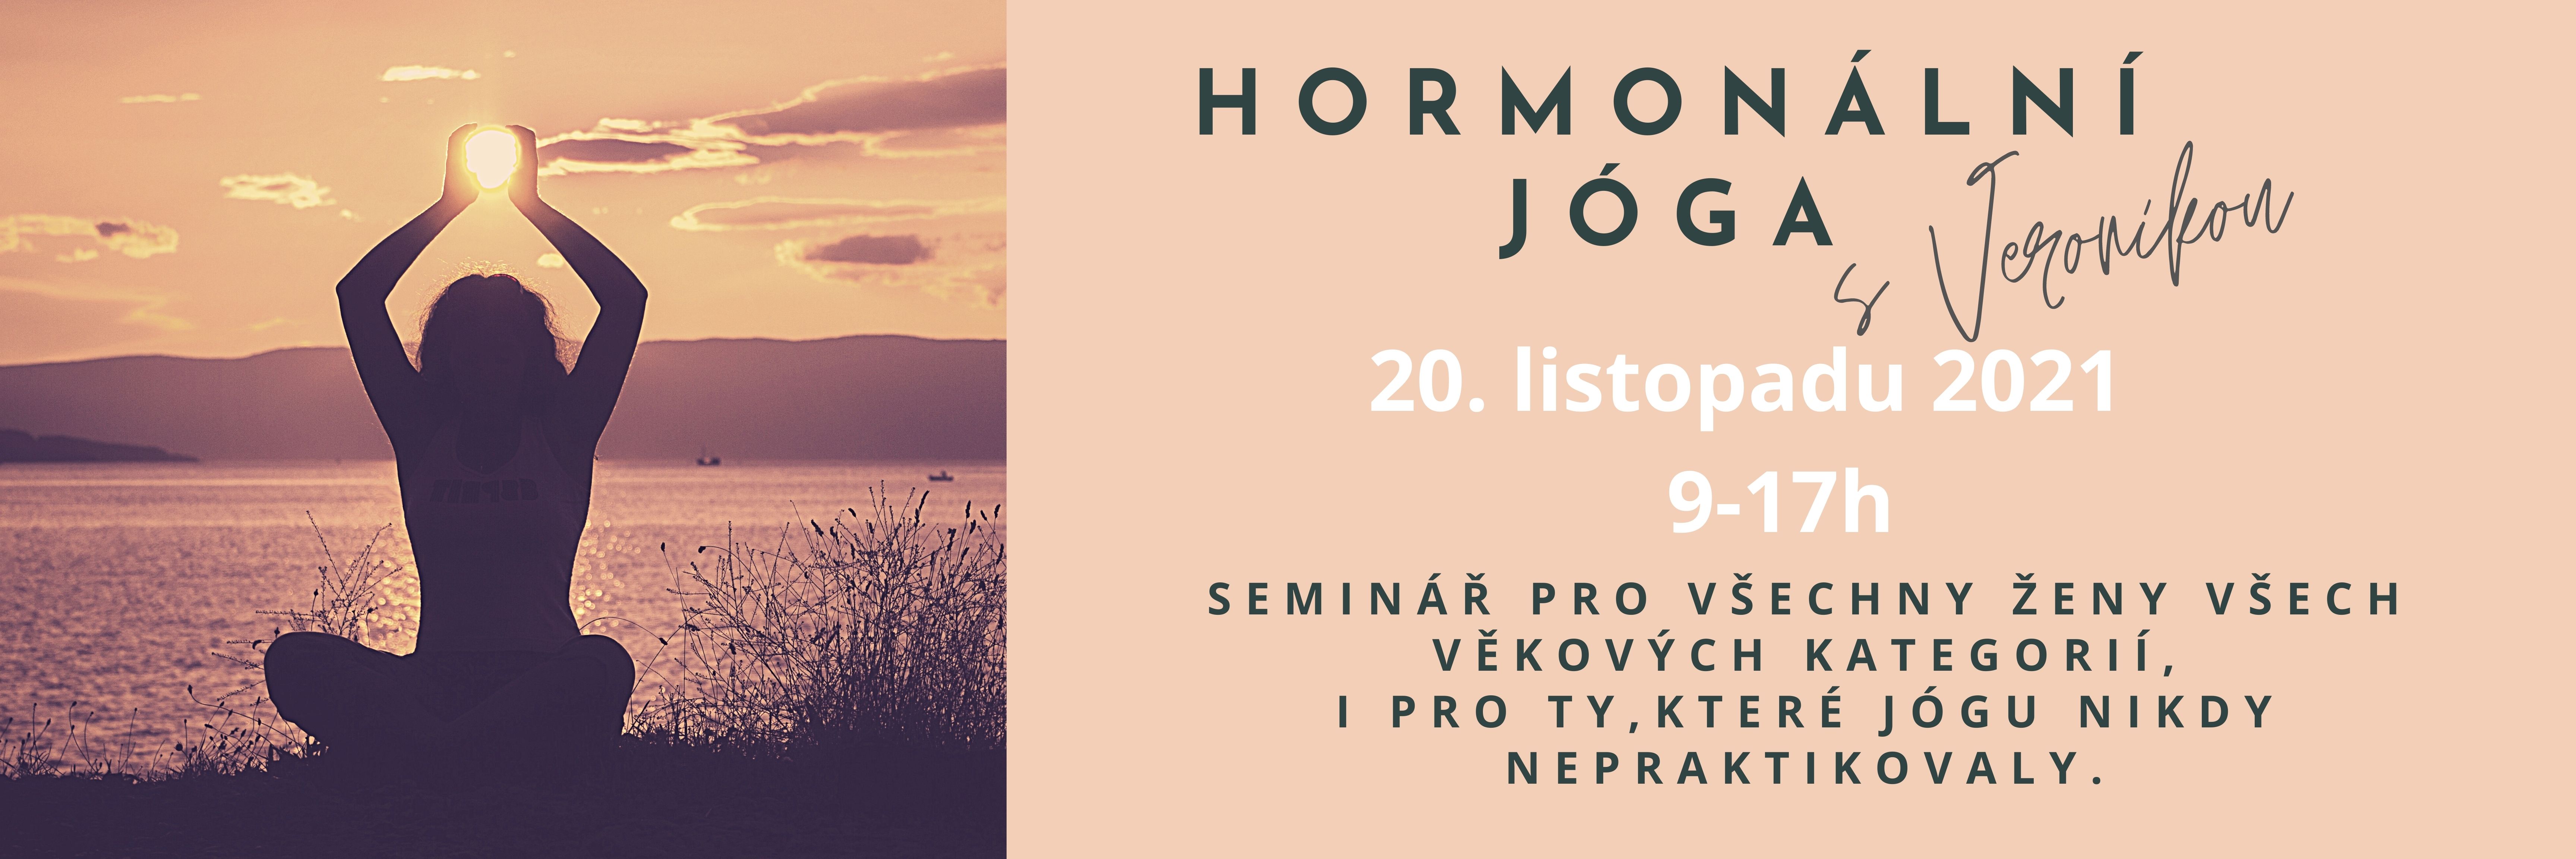 HORMONÁLNÍ
JÓGA
s Veronikou
20. listopadu 2021
9-17h
SEMINÁŘ PRO VŠECHNY ŽENY VŠECH
VĚKOVÝCH KATEGORIÍ,
I PRO TY,KTERÉ JÓGU NIKDY
NEPRAKTIKOVALY.